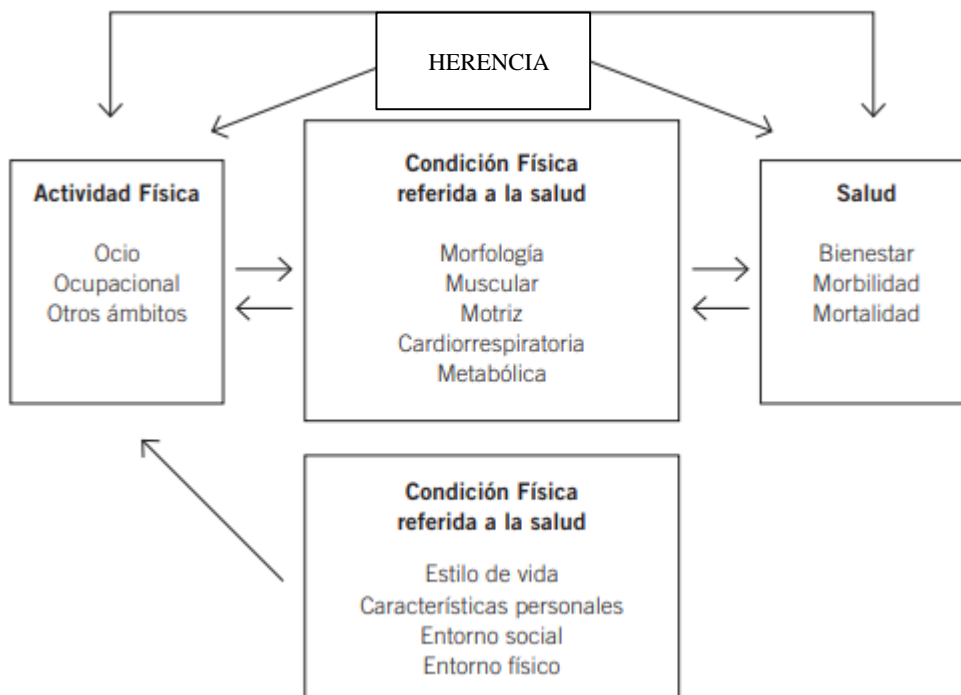 HERENCIA
Actividad Física
Ocio
Ocupacional
Otros ámbitos
Condición Física
referida a la salud
Morfología
Muscular
Motriz
Cardiorrespiratoria
Metabólica
Salud
Bienestar
Morbilidad
Mortalidad
Condición Física
referida a la salud
Estilo de vida
Características personales
Entorno social
Entorno físico